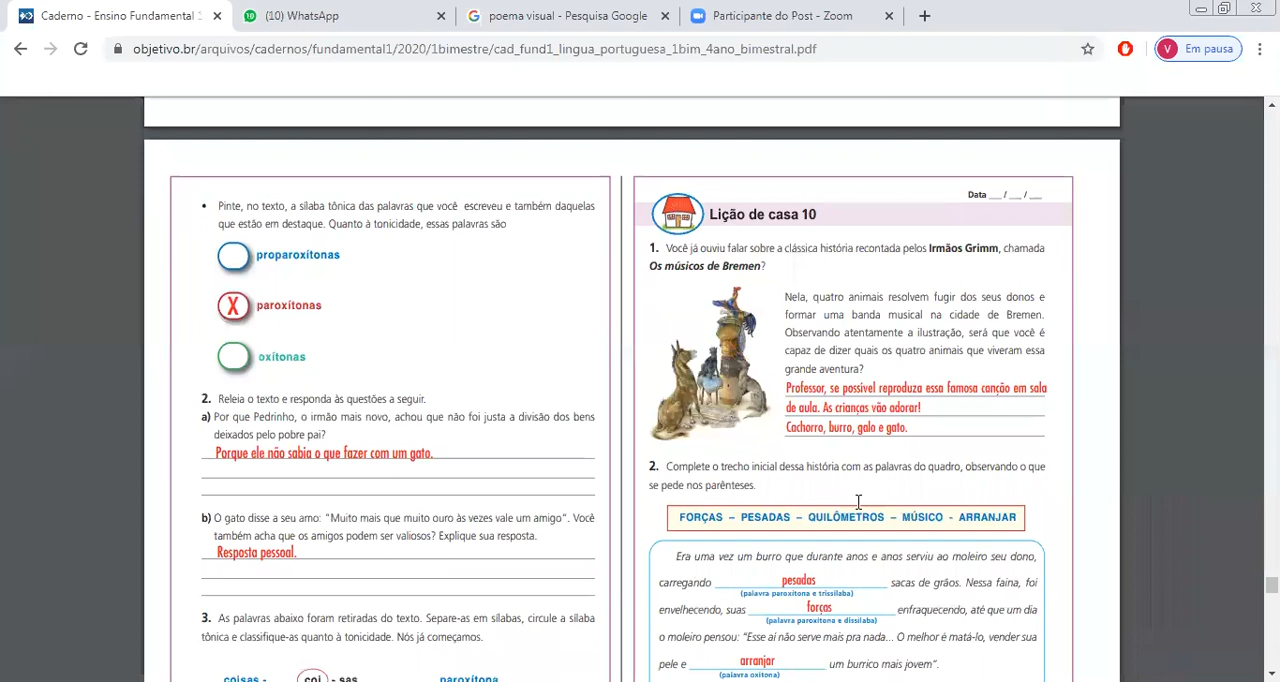 Caderno - Ensino Fundamental
(10) WhatsApp
poema visual - Pesquisa Google
Participante do Post - Zoom
objetivo.br/arquivos/cadernos/fundamental1/2020/1bimestre/cad_fund1_lingua_portuguesa_1bim_4ano_bimestral.pdf
V Em pausa
• Pinte, no texto, a sílaba tônica das palavras que você escreveu e também daquelas
que estão em destaque. Quanto à tonicidade, essas palavras são
proparoxítonas
X paroxítonas
oxítonas
2. Releia o texto e responda às questões a seguir.
a) Por que Pedrinho, o irmão mais novo, achou que não foi justa a divisão dos bens
deixados pelo pobre pai?
Porque ele não sabia o que fazer com um gato.
b) O gato disse a seu amo: "Muito mais que muito ouro às vezes vale um amigo". Você
também acha que os amigos podem ser valiosos? Explique sua resposta.
Resposta pessoal.
3. As palavras abaixo foram retiradas do texto. Separe-as em sílabas, circule a sílaba
tônica e classifique-as quanto à tonicidade. Nós já começamos.
coisas - coi - sas paroxítona
Data ___ / ___ / ___
Lição de casa 10
1. Você já ouviu falar sobre a clássica história recontada pelos Irmãos Grimm, chamada
Os músicos de Bremen?
Nela, quatro animais resolvem fugir dos seus donos e
formar uma banda musical na cidade de Bremen.
Observando atentamente a ilustração, será que você é
capaz de dizer quais os quatro animais que viveram essa
grande aventura?
Professor, se possível reproduza essa famosa canção em sala
de aula. As crianças vão adorar!
Cachorro, burro, galo e gato.
2. Complete o trecho inicial dessa história com as palavras do quadro, observando o que
se pede nos parênteses.
FORÇAS – PESADAS – QUILÔMETROS – MÚSICO - ARRANJAR
Era uma vez um burro que durante anos e anos serviu ao moleiro seu dono,
carregando pesadas sacas de grãos. Nessa faina, foi
(palavra paroxítona e trissílaba)
envelhecendo, suas forças enfraquecendo, até que um dia
(palavra paroxítona e dissílaba)
o moleiro pensou: "Esse aí não serve mais pra nada... O melhor é matá-lo, vender sua
pele e arranjar um burrico mais jovem".
(palavra oxítona)